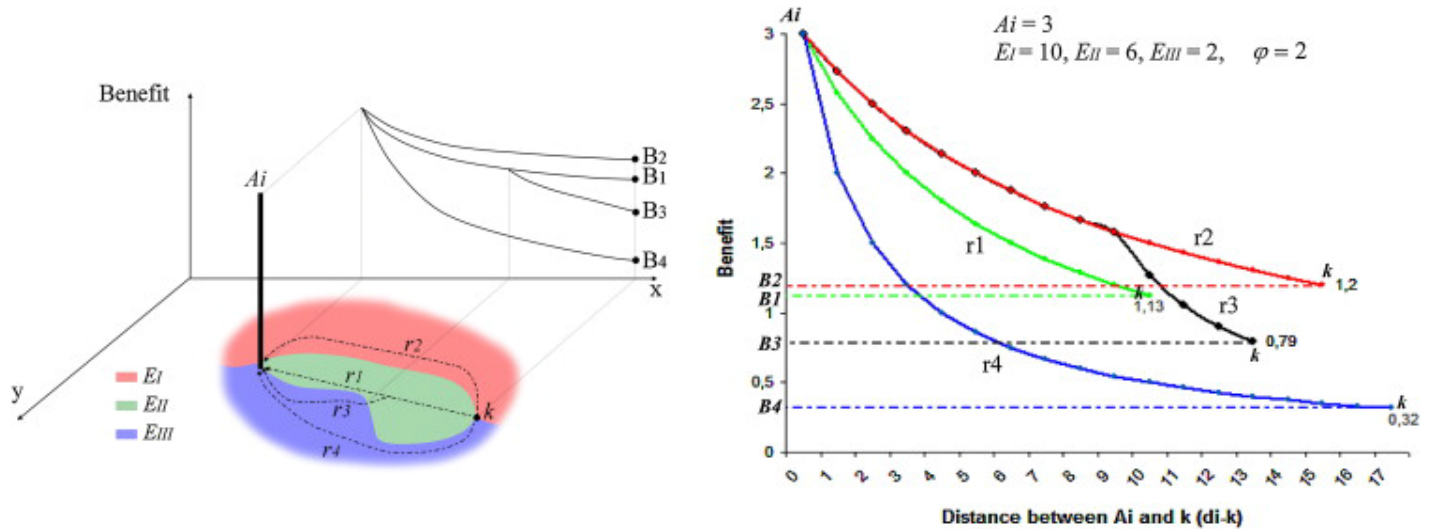 Benefit
Ai
B2
B1
B3
B4
x
y
r2
r1
r3
r4
k
EI
EII
EIII
Ai
Ai = 3
EI = 10, EII = 6, EIII = 2, φ = 2
Benefit
3
2,5
2
1,5
1
0,5
0
B2
B1
B3
B4
r1
r2
r3
r4
k
1,2
k
1,13
k
0,79
k
0,32
0 1 2 3 4 5 6 7 8 9 10 11 12 13 14 15 16 17
Distance between Ai and k (di-k)